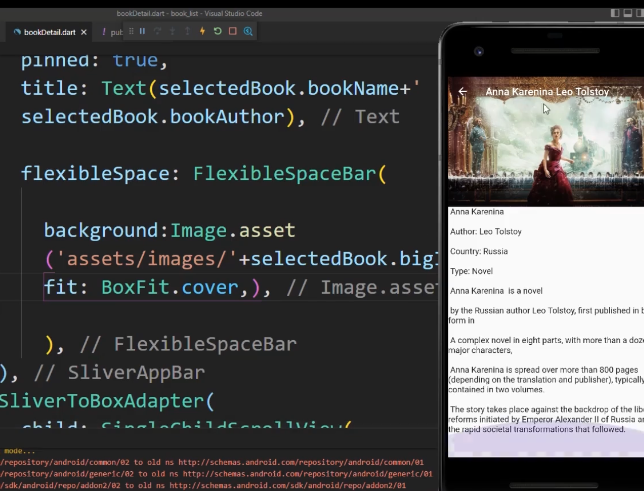 bookDetail.dart - book_list - Visual Studio Code
bookDetail.dart
pul
pinned: true,
title: Text(selectedBook.bookName+'
selectedBook.bookAuthor), // Text
flexibleSpace: FlexibleSpaceBar(
background:Image.asset
('assets/images/'+selectedBook.big
fit: BoxFit.cover,), // Image.asset
), // FlexibleSpaceBar
), // SliverAppBar
SliverToBoxAdapter(
child: SingleChildScrollView(
mode...
/repository/android/common/02 to old ns http://schemas.android.com/repository/android/common/01
/repository/android/generic/02 to old ns http://schemas.android.com/repository/android/generic/01
/sdk/android/repo/addon2/02 to old ns http://schemas.android.com/sdk/android/repo/addon2/01
Anna Karenina Leo Tolstoy
Anna Karenina
Author: Leo Tolstoy
Country: Russia
Type: Novel
Anna Karenina is a novel
by the Russian author Leo Tolstoy, first published in b
form in
A complex novel in eight parts, with more than a doze
major characters,
Anna Karenina is spread over more than 800 pages
(depending on the translation and publisher), typically
contained in two volumes.
The story takes place against the backdrop of the libe
reforms initiated by Emperor Alexander II of Russia an
the rapid societal transformations that followed.